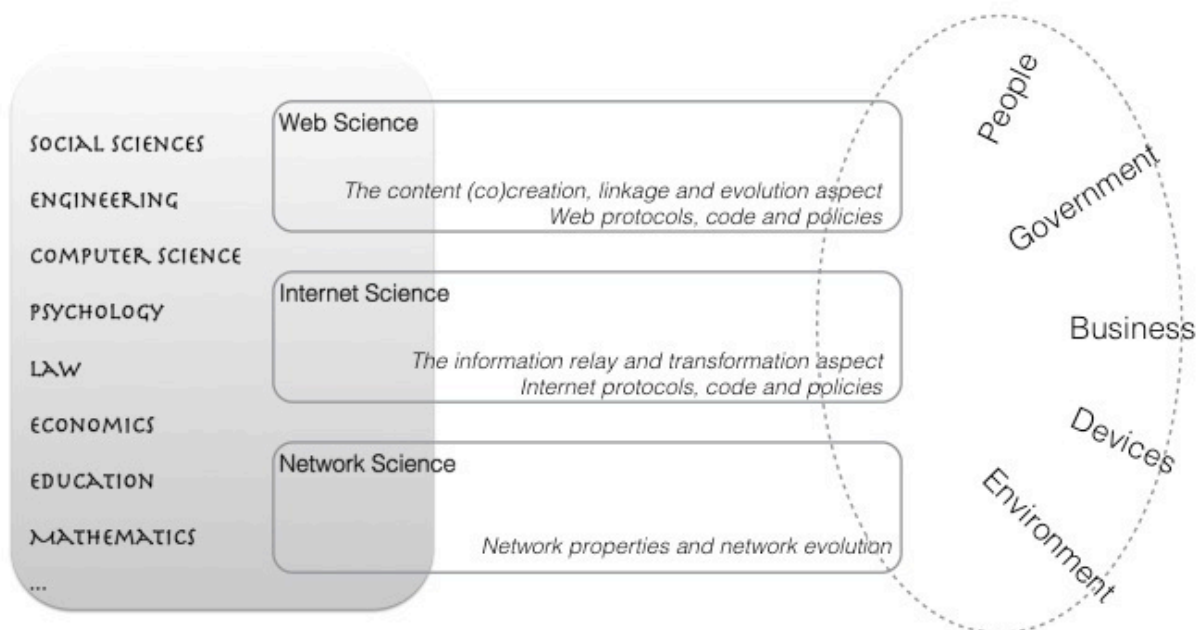 SOCIAL SCIENCES
ENGINEERING
COMPUTER SCIENCE
PSYCHOLOGY
LAW
ECONOMICS
EDUCATION
MATHEMATICS
...
Web Science
The content (co)creation, linkage and evolution aspect
Web protocols, code and policies
Internet Science
The information relay and transformation aspect
Internet protocols, code and policies
Network Science
Network properties and network evolution
People
Government
Business
Devices
Environment